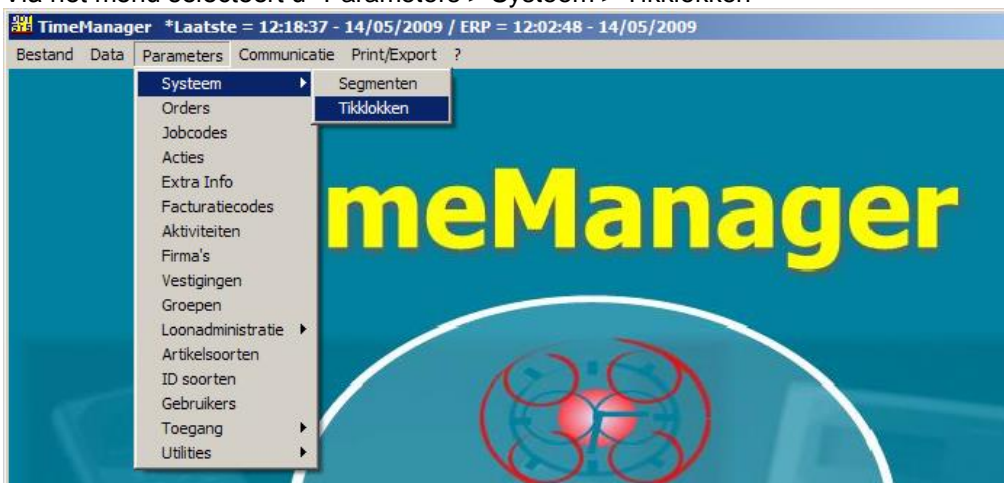 via het menu selecteert u "Parameters > Systeem > Tikklokken"
TimeManager *Laatste = 12:18:37 - 14/05/2009 / ERP = 12:02:48 - 14/05/2009
Bestand Data Parameters Communicatie Print/Export ?
Systeem
Segmenten
Orders
Tikklokken
Jobcodes
Acties
Extra Info
Facturatiecodes
Aktiviteiten
Firma's
Vestigingen
Groepen
Loonadministratie
Artikelsoorten
ID soorten
Gebruikers
Toegang
Utilities
meManager